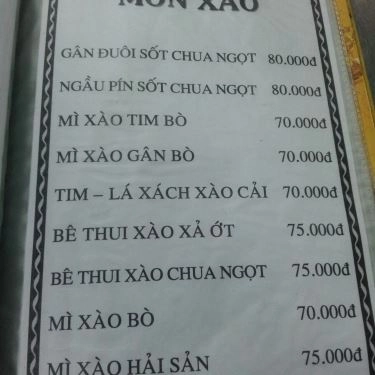 MÓN XÀO
GÂN ĐUÔI SỐT CHUA NGỌT 80.000đ
NGẦU PÍN SỐT CHUA NGỌT 80.000đ
MÌ XÀO TIM BÒ 70.000đ
MÌ XÀO GÂN BÒ 70.000đ
TIM – LÁ XÁCH XÀO CẢI 70.000đ
BÊ THUI XÀO XẢ ỚT 75.000đ
BÊ THUI XÀO CHUA NGỌT 75.000đ
MÌ XÀO BÒ 70.000đ
MÌ XÀO HẢI SẢN 75.000đ